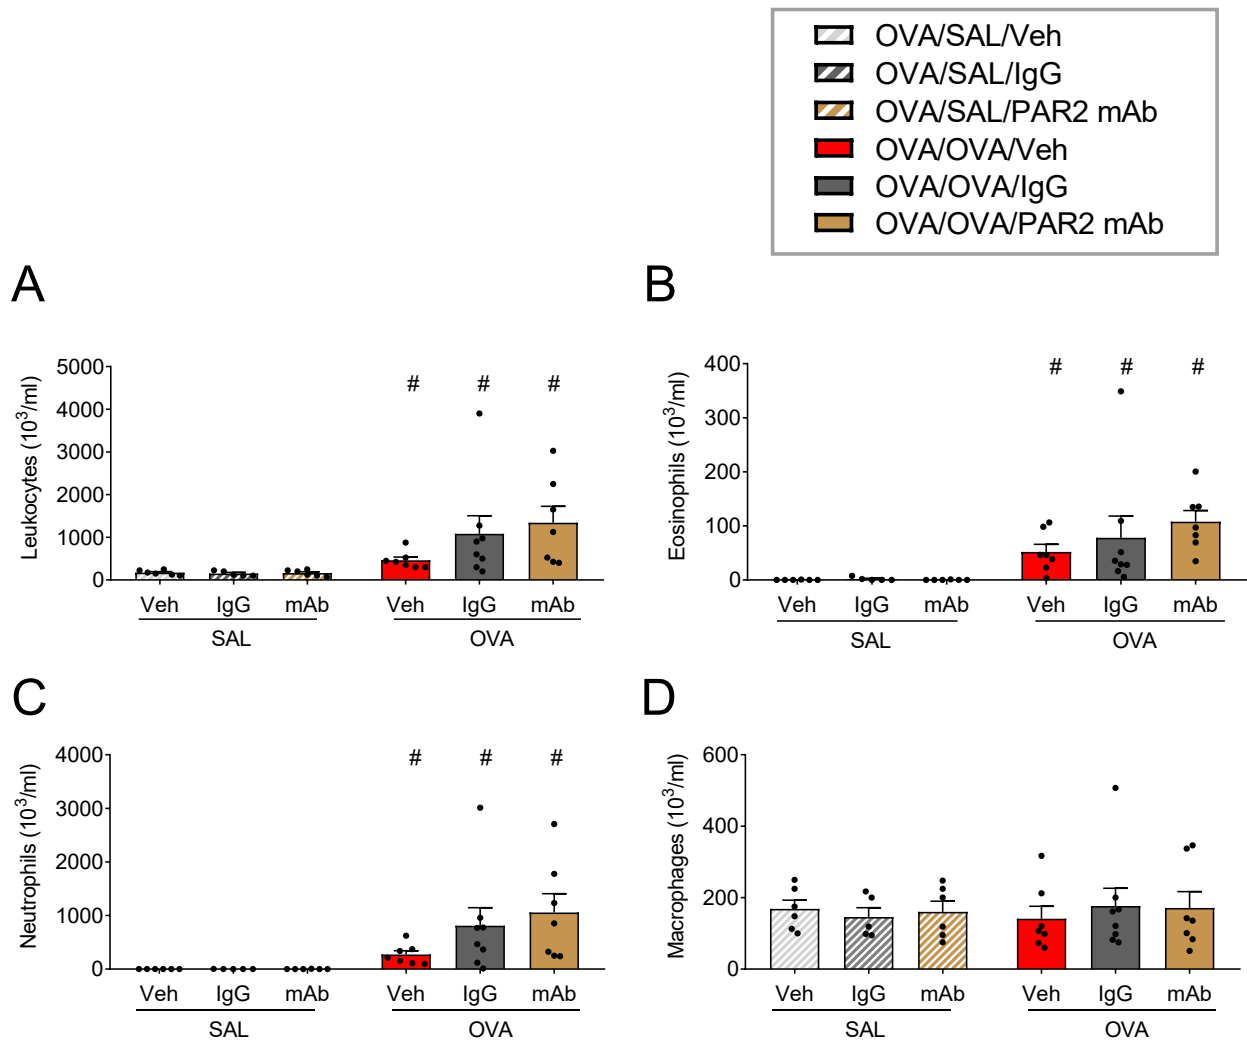 OVA/SAL/Veh
OVA/SAL/IgG
OVA/SAL/PAR2 mAb
OVA/OVA/Veh
OVA/OVA/IgG
OVA/OVA/PAR2 mAb
A
Leukocytes (10³/ml)
5000
4000
3000
2000
1000
0
# # #
Veh IgG mAb Veh IgG mAb
SAL OVA
B
Eosinophils (10³/ml)
400
300
200
100
0
# # #
Veh IgG mAb Veh IgG mAb
SAL OVA
C
Neutrophils (10³/ml)
4000
3000
2000
1000
0
# # #
Veh IgG mAb Veh IgG mAb
SAL OVA
D
Macrophages (10³/ml)
600
400
200
0
Veh IgG mAb Veh IgG mAb
SAL OVA